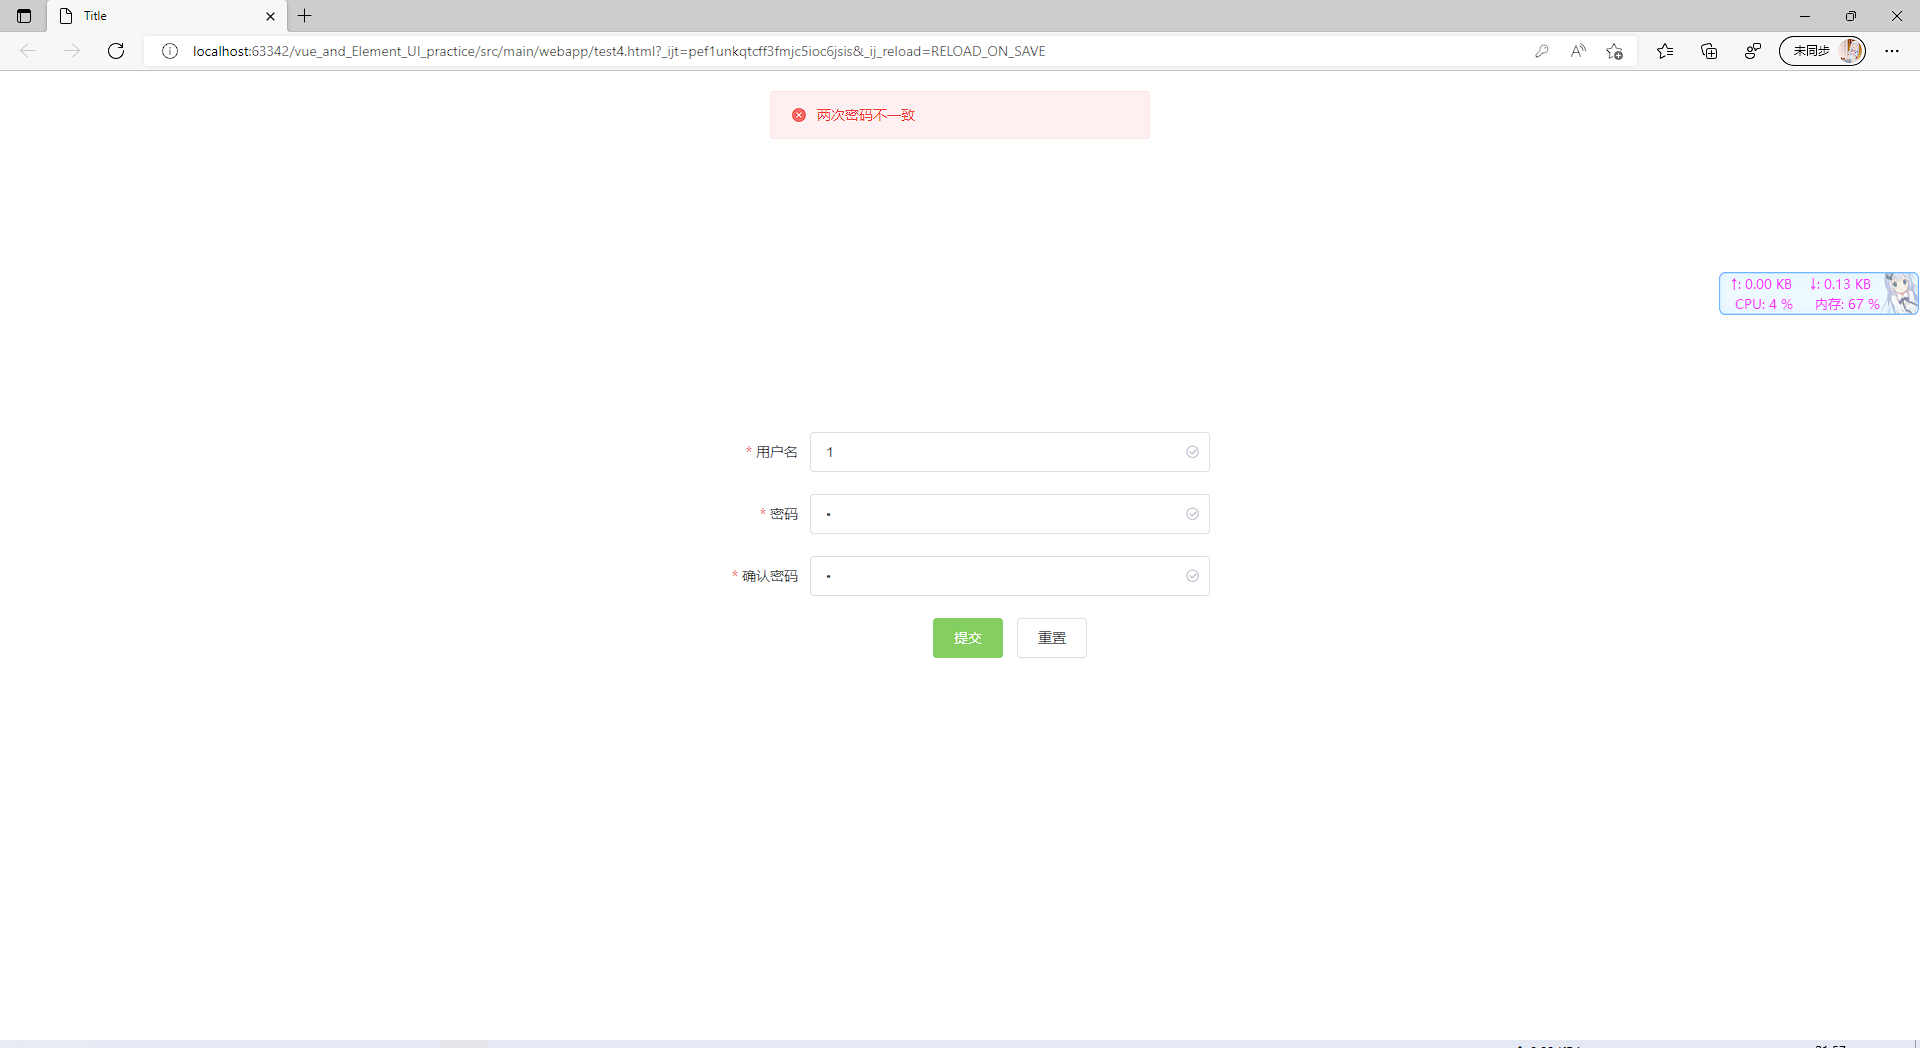 Title
localhost:63342/vue_and_Element_UI_practice/src/main/webapp/test4.html?_ijt=pef1unkqtcff3fmjc5ioc6jsis&_ij_reload=RELOAD_ON_SAVE
未同步
两次密码不一致
↑: 0.00 KB ↓: 0.13 KB
CPU: 4 % 内存: 67 %
* 用户名 1
* 密码 •
* 确认密码 •
提交 重置